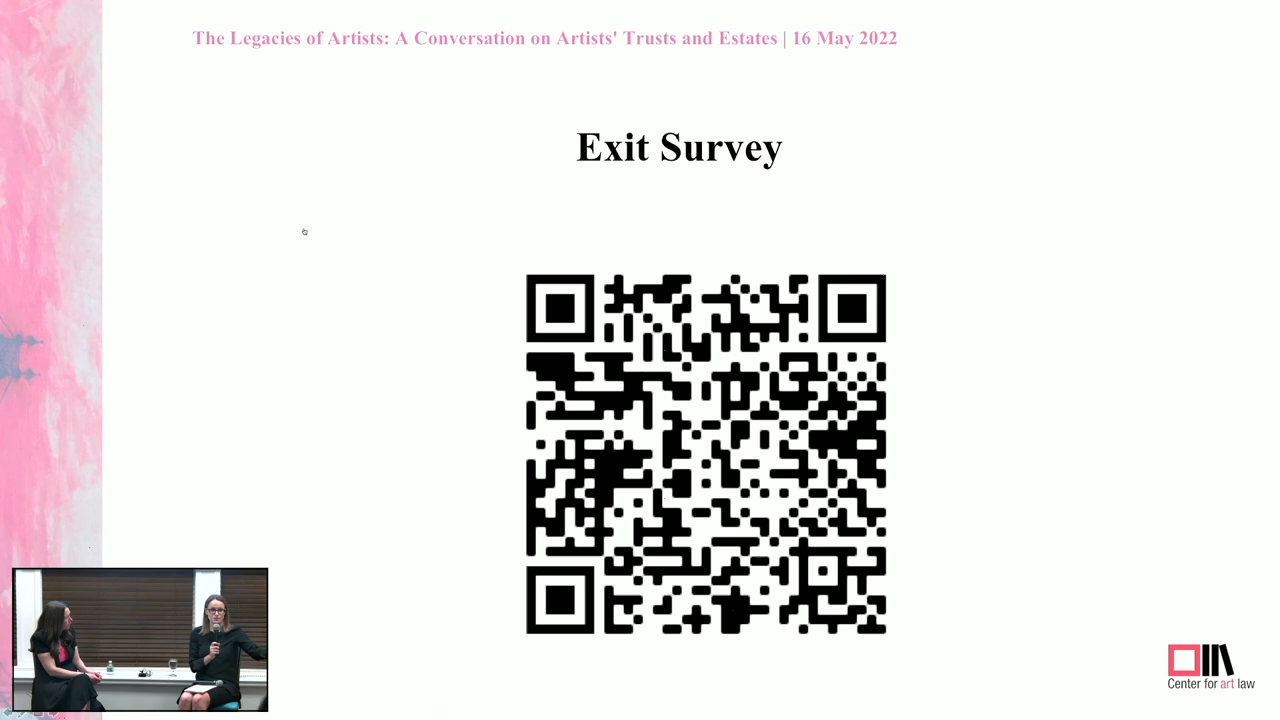 The Legacies of Artists: A Conversation on Artists' Trusts and Estates | 16 May 2022
Exit Survey
Center for art law